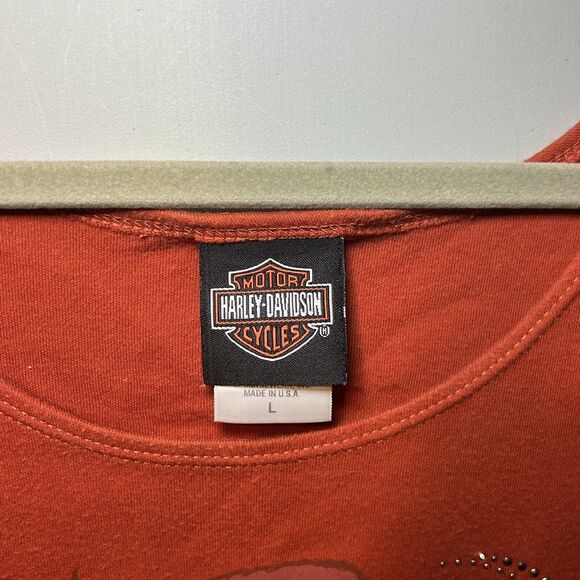 MOTOR
HARLEY-DAVIDSON
CYCLES
MADE IN U.S.A.
L